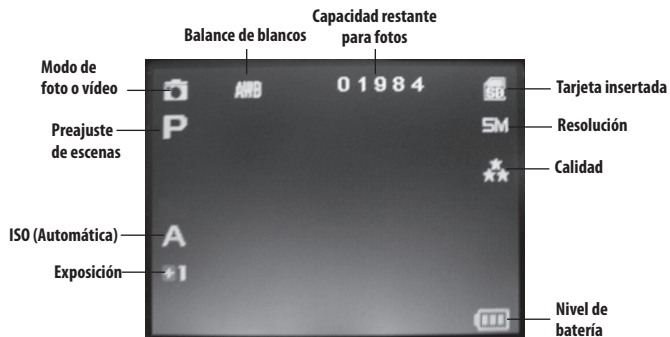 Capacidad restante
para fotos
Balance de blancos
Modo de
foto o vídeo
AWB
01984
SD
Tarjeta insertada
P
5M
Resolución
Preajuste
de escenas
Calidad
ISO (Automática)
A
Exposición
+1
Nivel de
batería